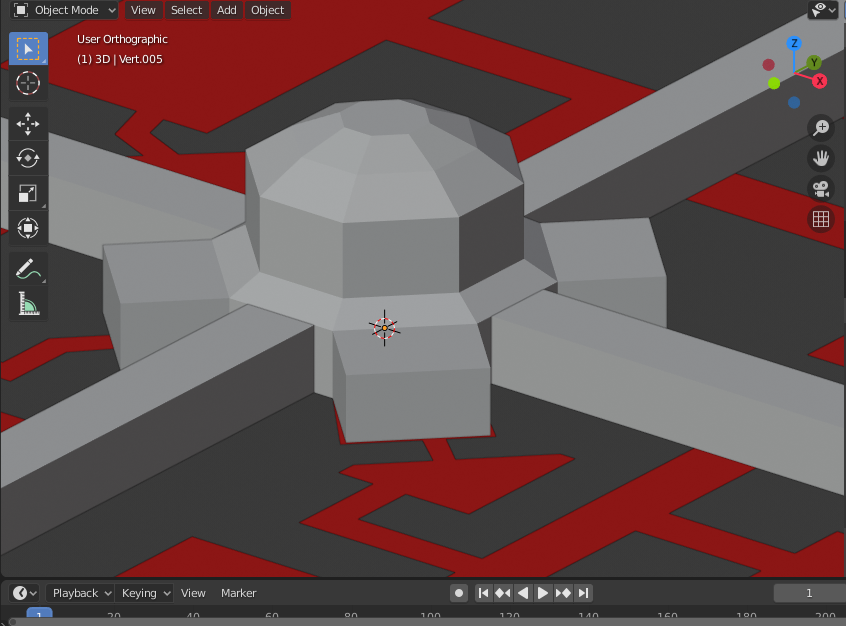 Object Mode View Select Add Object
User Orthographic
(1) 3D | Vert.005
Z
Y
X
Playback Keying View Marker 1
1 20 40 60 80 100 120 140 160 180 200